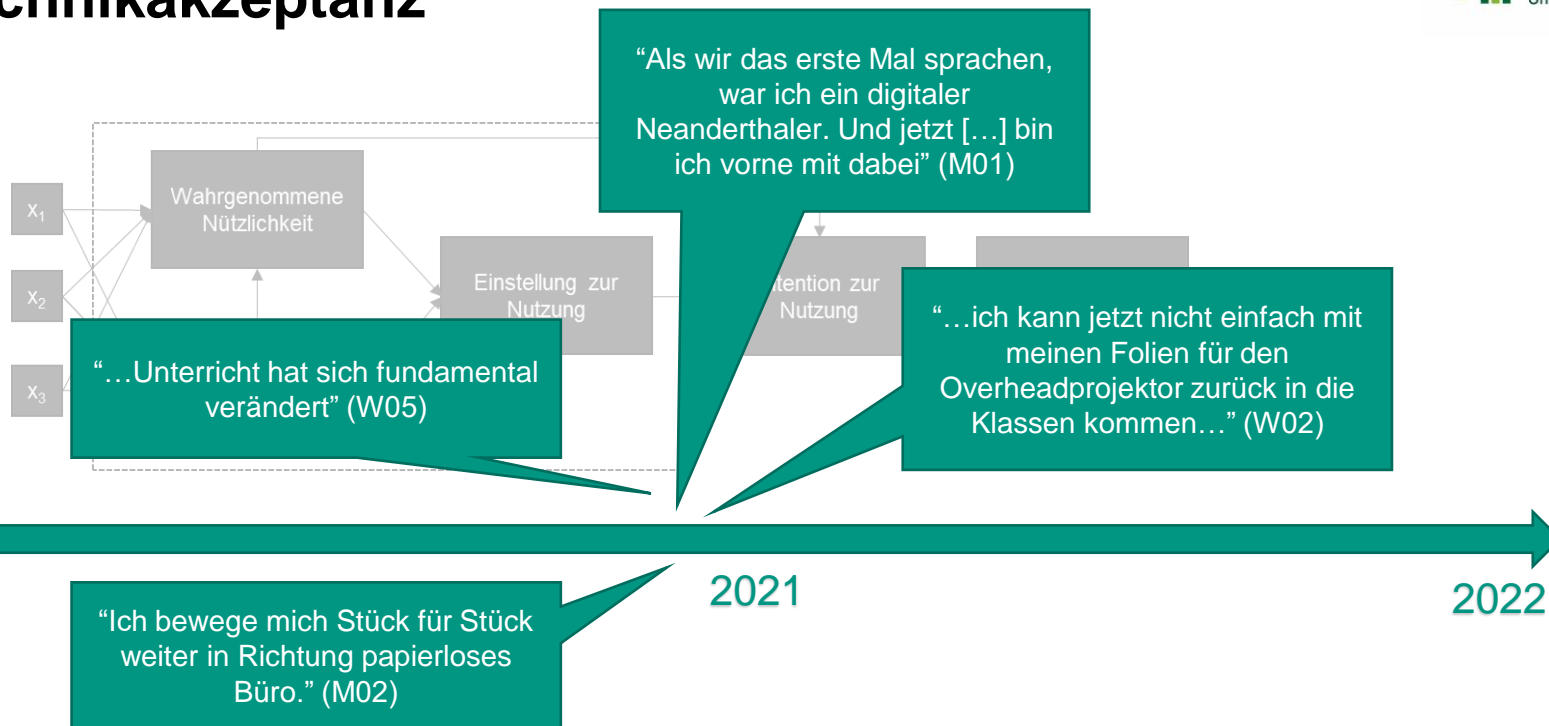 chnikakzeptanz
“Als wir das erste Mal sprachen,
war ich ein digitaler
Neanderthaler. Und jetzt […] bin
ich vorne mit dabei” (M01)
x₁
Wahrgenommene
Nützlichkeit
x₂
Einstellung zur
Nutzung
tention zur
Nutzung
x₃
“…Unterricht hat sich fundamental
verändert” (W05)
“…ich kann jetzt nicht einfach mit
meinen Folien für den
Overheadprojektor zurück in die
Klassen kommen…” (W02)
2021
2022
“Ich bewege mich Stück für Stück
weiter in Richtung papierloses
Büro.” (M02)